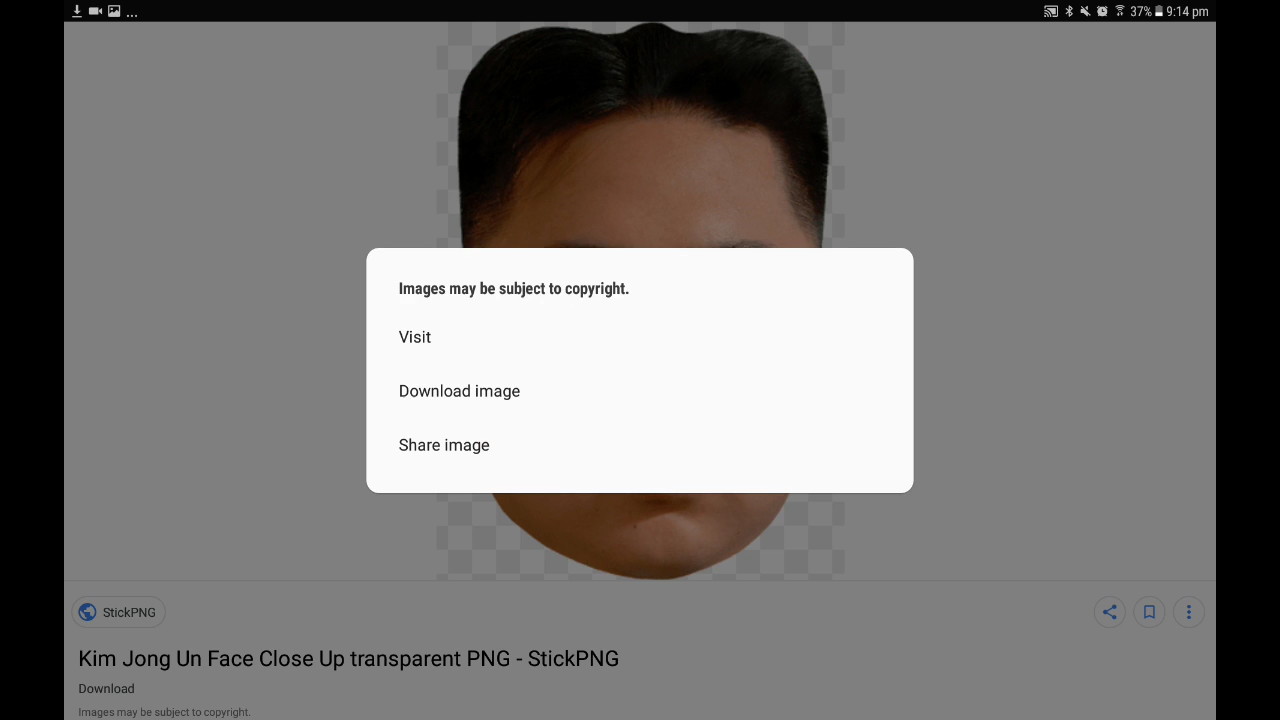 ... 37% 9:14 pm
Images may be subject to copyright.
Visit
Download image
Share image
StickPNG
Kim Jong Un Face Close Up transparent PNG - StickPNG
Download
Images may be subject to copyright.